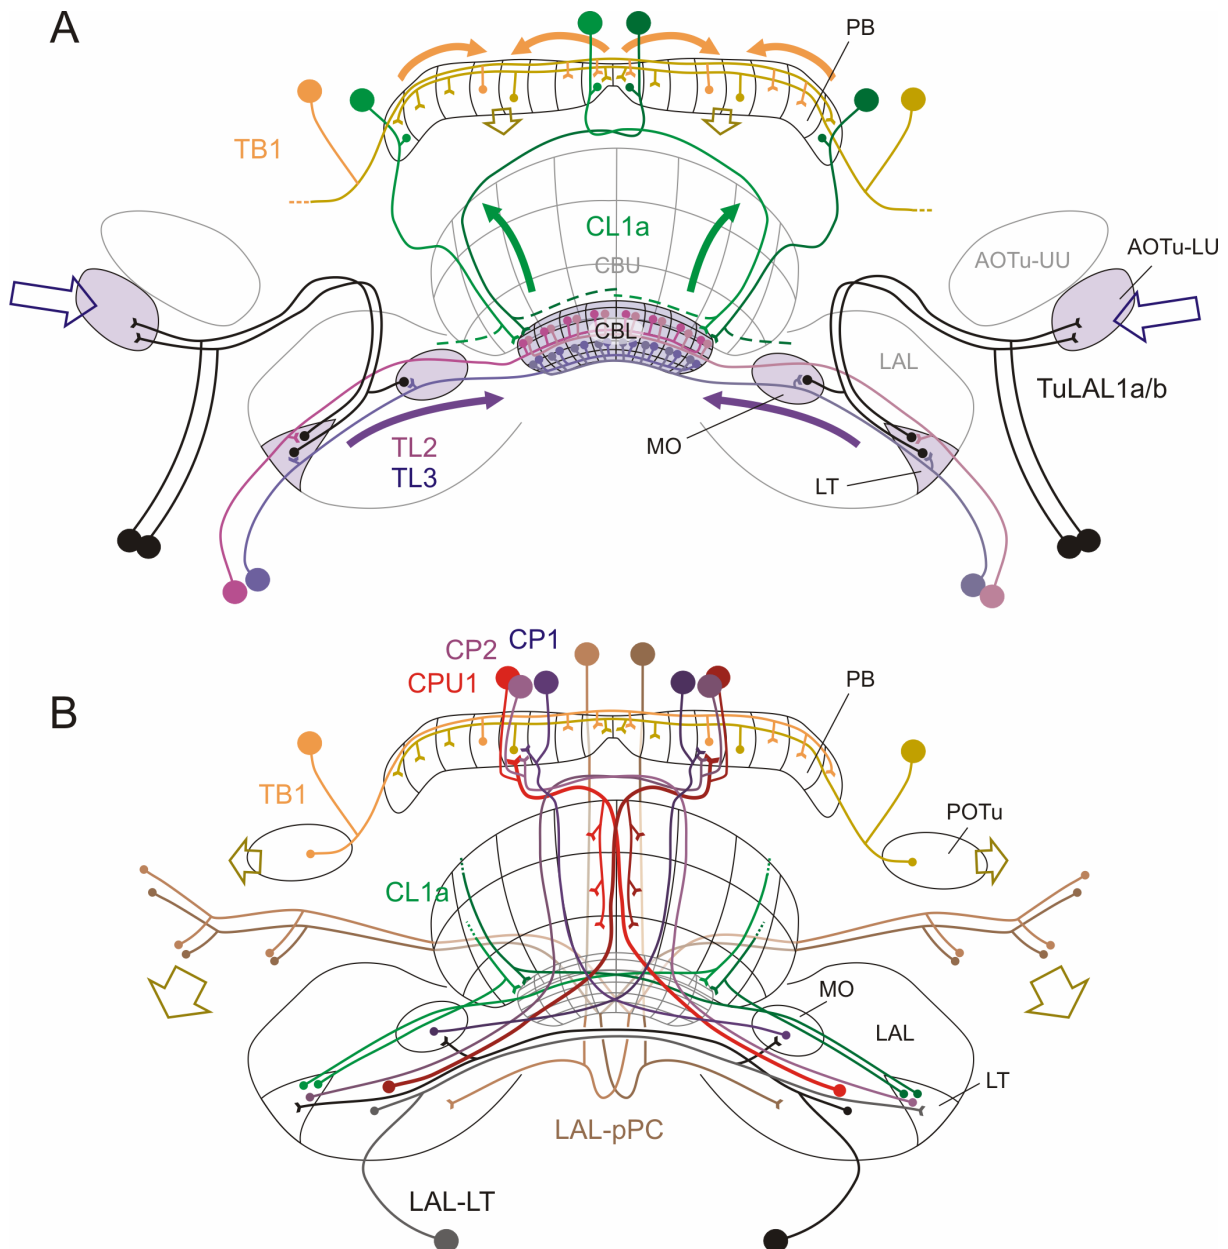 A
PB
TB1
CL1a
CBU
AOTu-UU
AOTu-LU
CBL
LAL
TuLAL1a/b
MO
TL2
TL3
LT
CP1
CP2
CPU1
B
PB
TB1
POTu
CL1a
MO
LAL
LT
LAL-pPC
LAL-LT